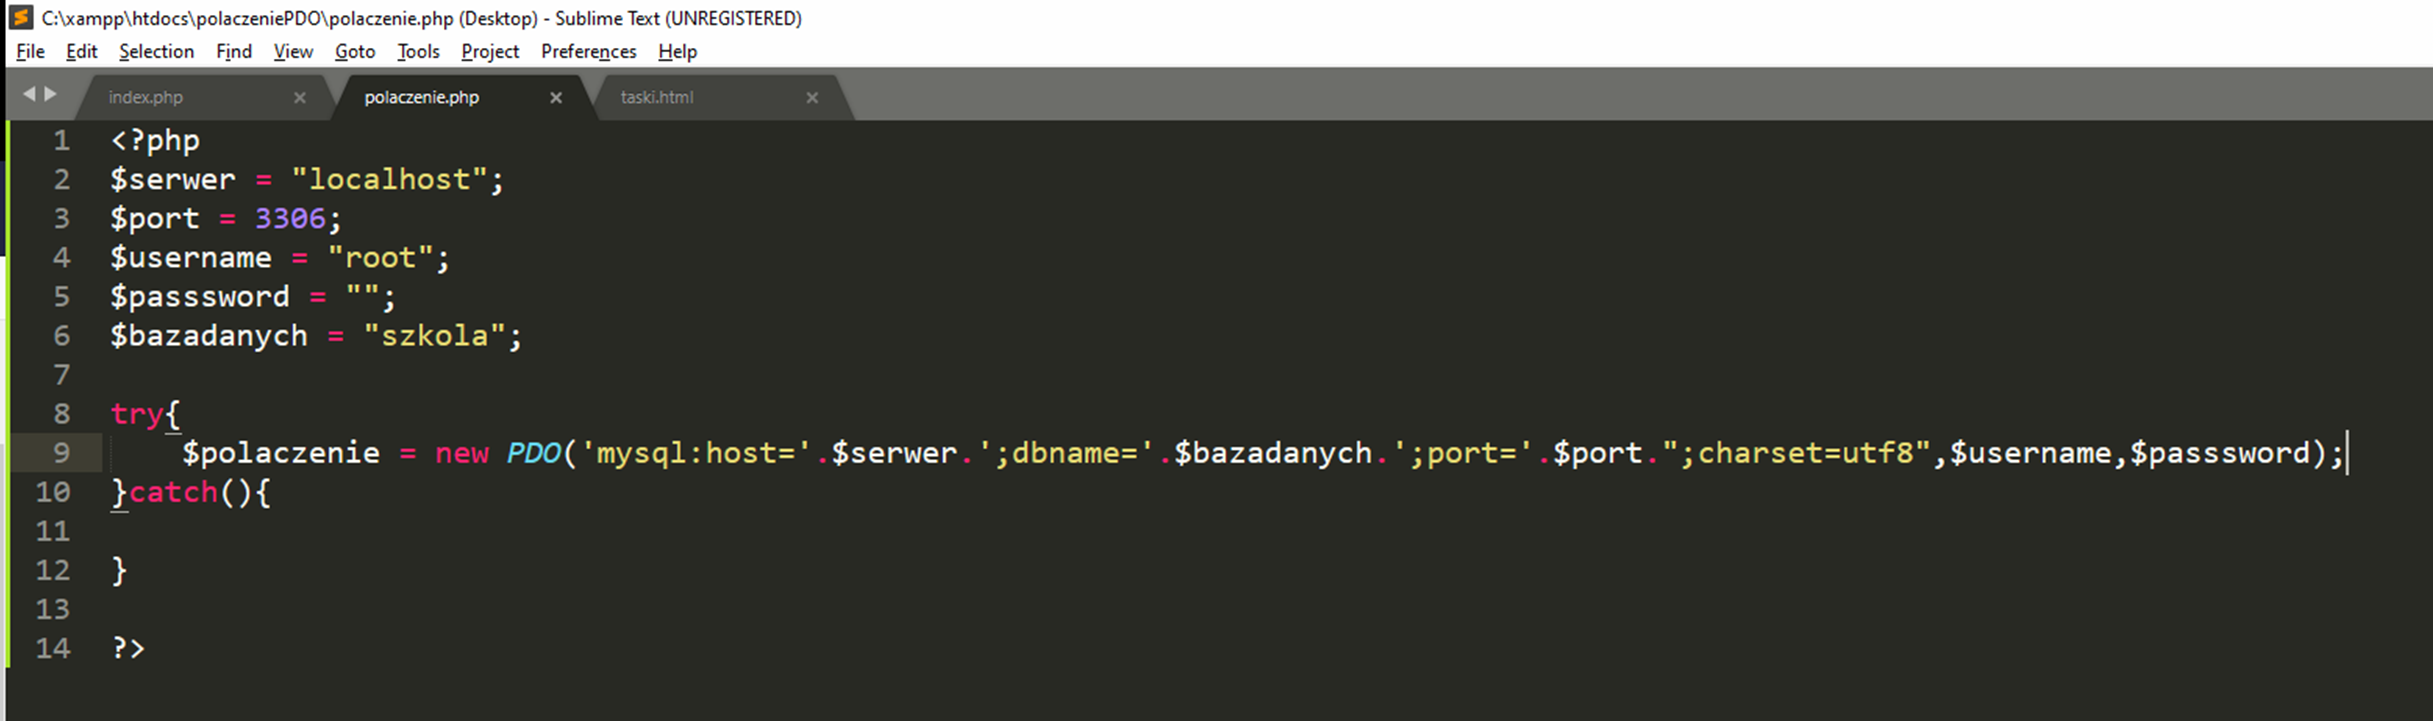 C:\xampp\htdocs\polaczeniePDO\polaczenie.php (Desktop) - Sublime Text (UNREGISTERED)
File Edit Selection Find View Goto Tools Project Preferences Help
index.php polaczenie.php taski.html
1 <?php
2 $serwer = "localhost";
3 $port = 3306;
4 $username = "root";
5 $passsword = "";
6 $bazadanych = "szkola";
7
8 try{
9 $polaczenie = new PDO('mysql:host='.$serwer.';dbname='.$bazadanych.';port='.$port.";charset=utf8",$username,$passsword);
10 }catch(){
11
12 }
13
14 ?>